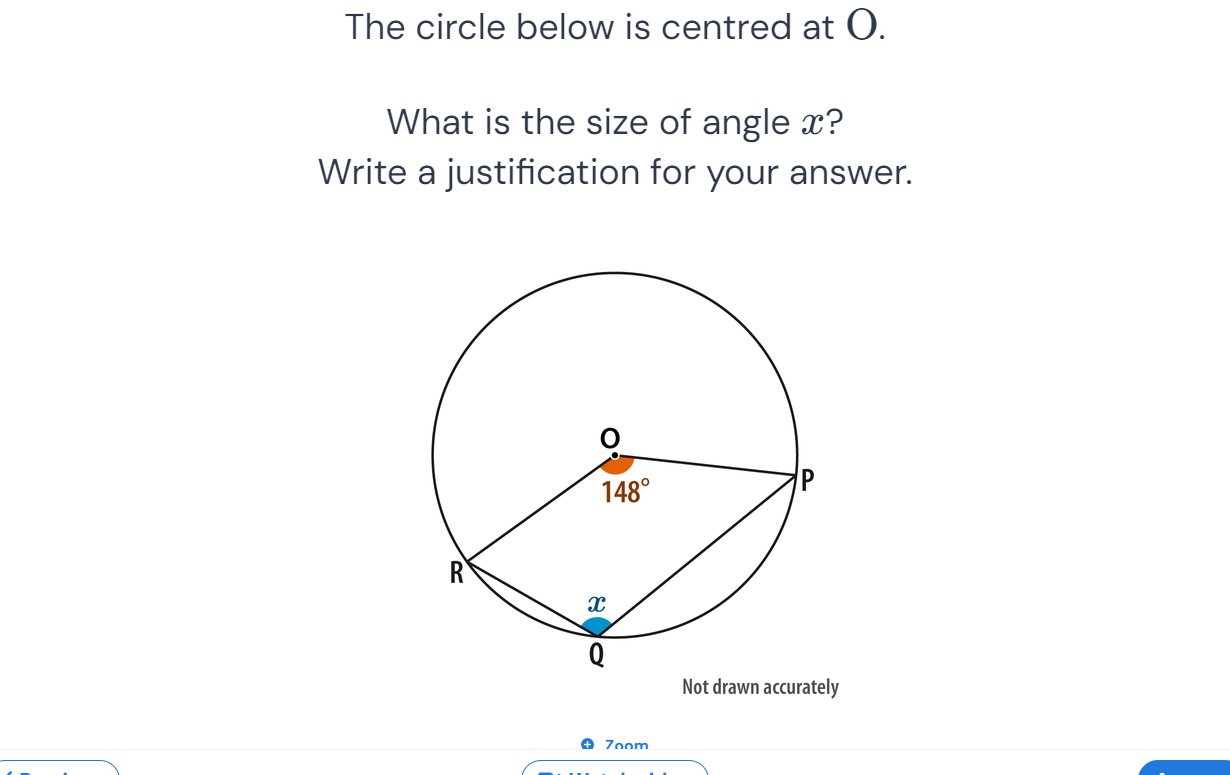 The circle below is centred at O.
What is the size of angle x?
Write a justification for your answer.
O
148°
P
R
x
Q
Not drawn accurately
Zoom